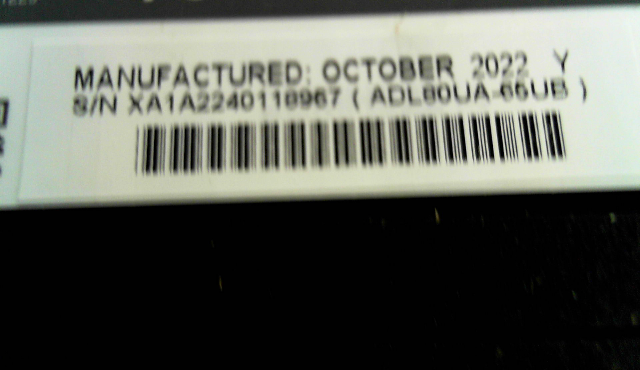 MANUFACTURED: OCTOBER 2022 Y
S/N XA1A2240118967 ( ADL80UA-65UB )